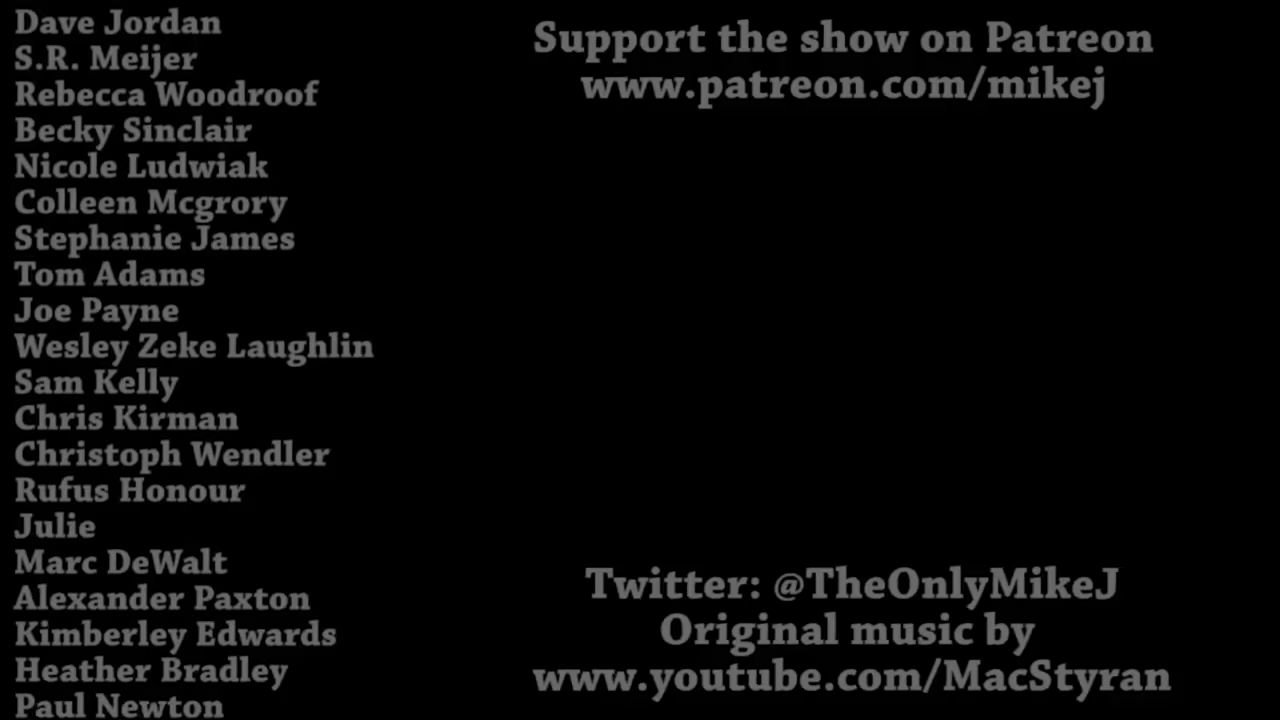 Dave Jordan
S.R. Meijer
Rebecca Woodroof
Becky Sinclair
Nicole Ludwiak
Colleen Mcgrory
Stephanie James
Tom Adams
Joe Payne
Wesley Zeke Laughlin
Sam Kelly
Chris Kirman
Christoph Wendler
Rufus Honour
Julie
Marc DeWalt
Alexander Paxton
Kimberley Edwards
Heather Bradley
Paul Newton
Support the show on Patreon
www.patreon.com/mikej
Twitter: @TheOnlyMikeJ
Original music by
www.youtube.com/MacStyran